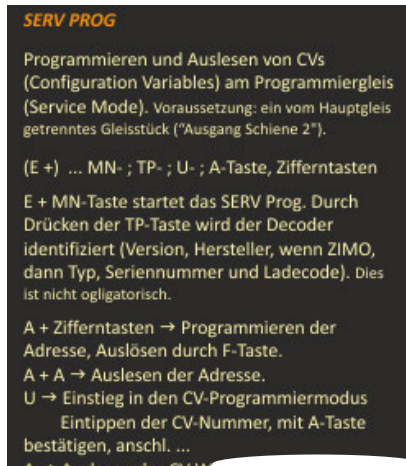 SERV PROG
Programmieren und Auslesen von CVs
(Configuration Variables) am Programmiergleis
(Service Mode). Voraussetzung: ein vom Hauptgleis
getrenntes Gleisstück (“Ausgang Schiene 2").
(E +) ... MN- ; TP- ; U- ; A-Taste, Zifferntasten
E + MN-Taste startet das SERV Prog. Durch
Drücken der TP-Taste wird der Decoder
identifiziert (Version, Hersteller, wenn ZIMO,
dann Typ, Seriennummer und Ladecode). Dies
ist nicht ogligatorisch.
A + Zifferntasten → Programmieren der
Adresse, Auslösen durch F-Taste.
A + A → Auslesen der Adresse.
U → Einstieg in den CV-Programmiermodus
Eintippen der CV-Nummer, mit A-Taste
bestätigen, anschl. ...